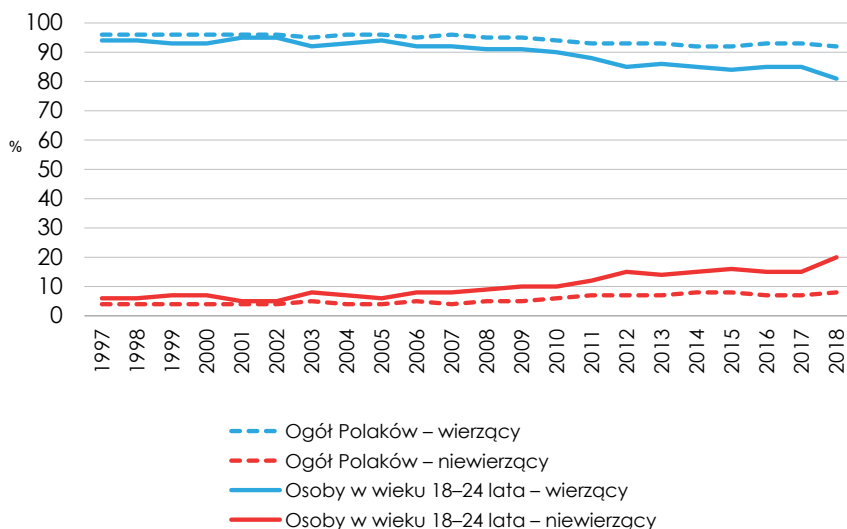 100
90
80
70
60
%
50
40
30
20
10
0
1997 1998 1999 2000 2001 2002 2003 2004 2005 2006 2007 2008 2009 2010 2011 2012 2013 2014 2015 2016 2017 2018
Ogół Polaków – wierzący
Ogół Polaków – niewierzący
Osoby w wieku 18–24 lata – wierzący
Osoby w wieku 18–24 lata – niewierzący